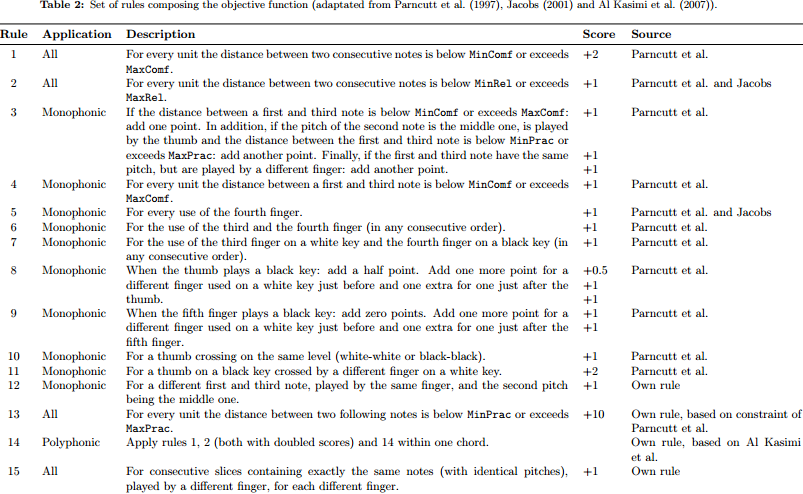 Table 2: Set of rules composing the objective function (adaptated from Parncutt et al. (1997), Jacobs (2001) and Al Kasimi et al. (2007)).
Rule Application Description Score Source
1 All For every unit the distance between two consecutive notes is below MinComf or exceeds +2 Parncutt et al.
MaxComf.
2 All For every unit the distance between two consecutive notes is below MinRel or exceeds +1 Parncutt et al. and Jacobs
MaxRel.
3 Monophonic If the distance between a first and third note is below MinComf or exceeds MaxComf: +1 Parncutt et al.
add one point. In addition, if the pitch of the second note is the middle one, is played
by the thumb and the distance between the first and third note is below MinPrac or
exceeds MaxPrac: add another point. Finally, if the first and third note have the same +1
pitch, but are played by a different finger: add another point. +1
4 Monophonic For every unit the distance between a first and third note is below MinComf or exceeds +1 Parncutt et al.
MaxComf.
5 Monophonic For every use of the fourth finger. +1 Parncutt et al. and Jacobs
6 Monophonic For the use of the third and the fourth finger (in any consecutive order). +1 Parncutt et al.
7 Monophonic For the use of the third finger on a white key and the fourth finger on a black key (in +1 Parncutt et al.
any consecutive order).
8 Monophonic When the thumb plays a black key: add a half point. Add one more point for a +0.5 Parncutt et al.
different finger used on a white key just before and one extra for one just after the +1
thumb. +1
9 Monophonic When the fifth finger plays a black key: add zero points. Add one more point for a +1 Parncutt et al.
different finger used on a white key just before and one extra for one just after the +1
fifth finger.
10 Monophonic For a thumb crossing on the same level (white-white or black-black). +1 Parncutt et al.
11 Monophonic For a thumb on a black key crossed by a different finger on a white key. +2 Parncutt et al.
12 Monophonic For a different first and third note, played by the same finger, and the second pitch +1 Own rule
being the middle one.
13 All For every unit the distance between two following notes is below MinPrac or exceeds +10 Own rule, based on constraint of
MaxPrac. Parncutt et al.
14 Polyphonic Apply rules 1, 2 (both with doubled scores) and 14 within one chord. Own rule, based on Al Kasimi
et al.
15 All For consecutive slices containing exactly the same notes (with identical pitches), +1 Own rule
played by a different finger, for each different finger.